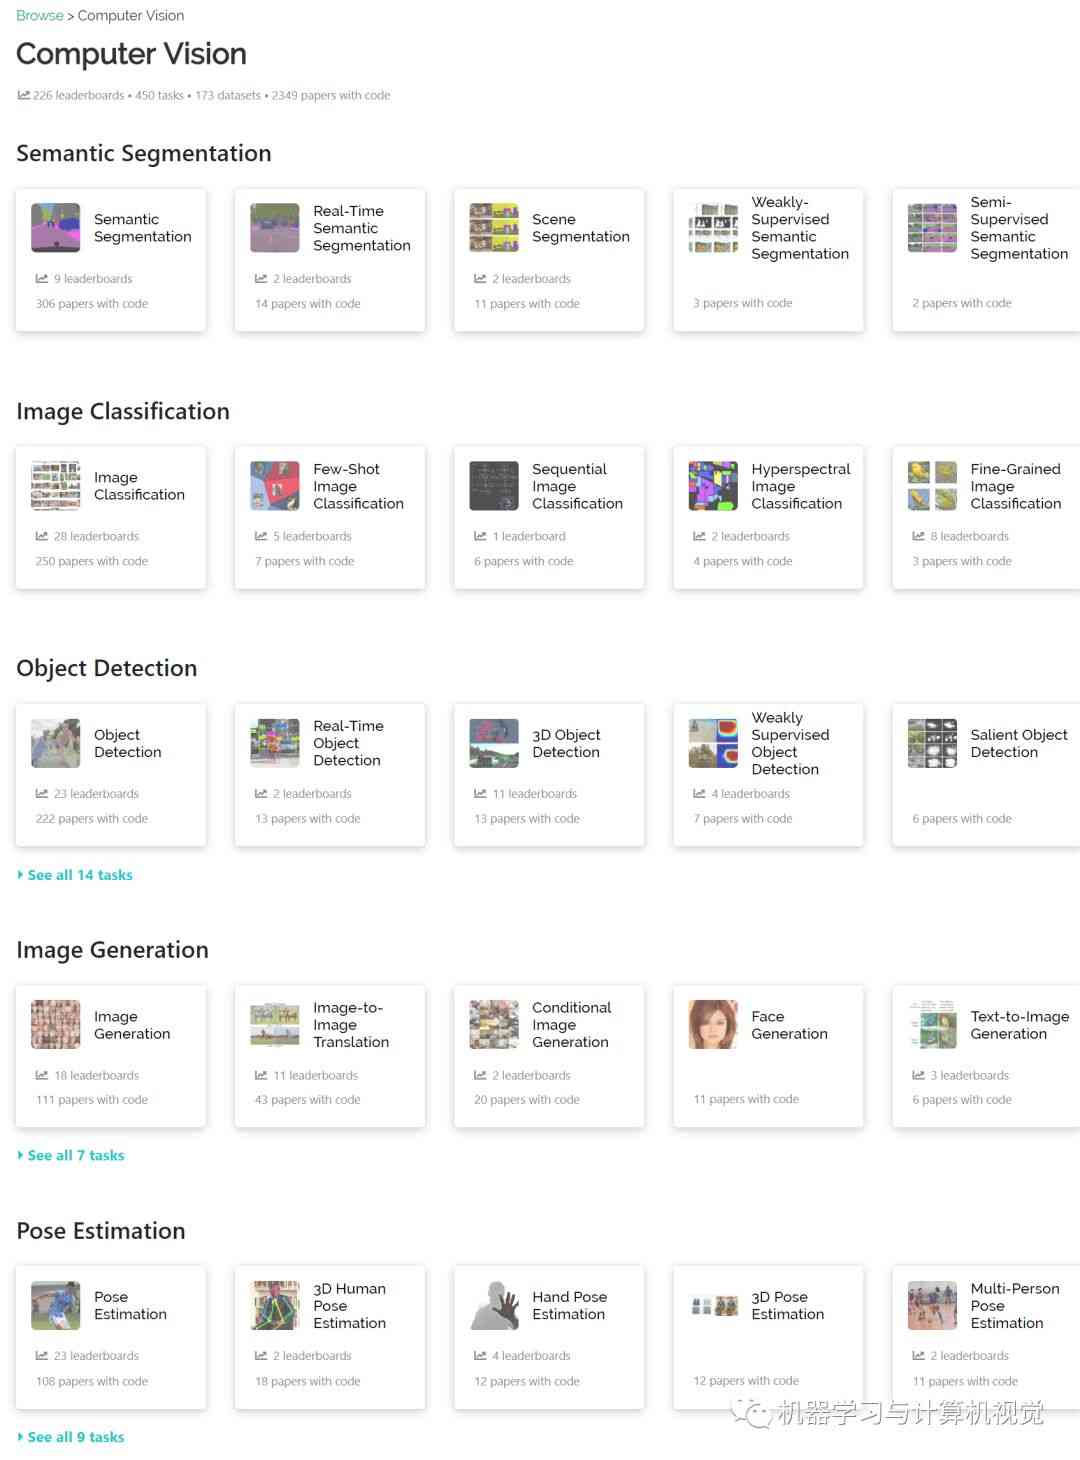 Browse > Computer Vision
Computer Vision
226 leaderboards • 450 tasks • 173 datasets • 2349 papers with code
Semantic Segmentation
Semantic
Segmentation
9 leaderboards
306 papers with code
Real-Time
Semantic
Segmentation
2 leaderboards
14 papers with code
Scene
Segmentation
2 leaderboards
11 papers with code
Weakly-
Supervised
Semantic
Segmentation
3 papers with code
Semi-
Supervised
Semantic
Segmentation
2 papers with code
Image Classification
Image
Classification
28 leaderboards
250 papers with code
Few-Shot
Image
Classification
5 leaderboards
7 papers with code
Sequential
Image
Classification
1 leaderboard
6 papers with code
Hyperspectral
Image
Classification
2 leaderboards
4 papers with code
Fine-Grained
Image
Classification
8 leaderboards
3 papers with code
Object Detection
Object
Detection
23 leaderboards
222 papers with code
Real-Time
Object
Detection
2 leaderboards
13 papers with code
3D Object
Detection
11 leaderboards
13 papers with code
Weakly
Supervised
Object
Detection
4 leaderboards
7 papers with code
Salient Object
Detection
6 papers with code
See all 14 tasks
Image Generation
Image
Generation
18 leaderboards
111 papers with code
Image-to-
Image
Translation
11 leaderboards
43 papers with code
Conditional
Image
Generation
2 leaderboards
20 papers with code
Face
Generation
11 papers with code
Text-to-Image
Generation
3 leaderboards
6 papers with code
See all 7 tasks
Pose Estimation
Pose
Estimation
23 leaderboards
108 papers with code
3D Human
Pose
Estimation
2 leaderboards
18 papers with code
Hand Pose
Estimation
4 leaderboards
12 papers with code
3D Pose
Estimation
12 papers with code
Multi-Person
Pose
Estimation
2 leaderboards
11 papers with code
机器学习与计算机视觉
See all 9 tasks